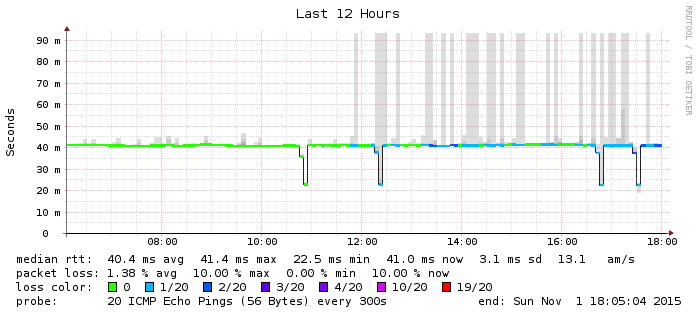 Last 12 Hours
RRDTOOL / TOBI OETIKER
Seconds
90 m
80 m
70 m
60 m
50 m
40 m
30 m
20 m
10 m
0
08:00 10:00 12:00 14:00 16:00 18:00
median rtt: 40.4 ms avg 41.4 ms max 22.5 ms min 41.0 ms now 3.1 ms sd 13.1 am/s
packet loss: 1.38 % avg 10.00 % max 0.00 % min 10.00 % now
loss color: 0 1/20 2/20 3/20 4/20 10/20 19/20
probe: 20 ICMP Echo Pings (56 Bytes) every 300s end: Sun Nov 1 18:05:04 2015